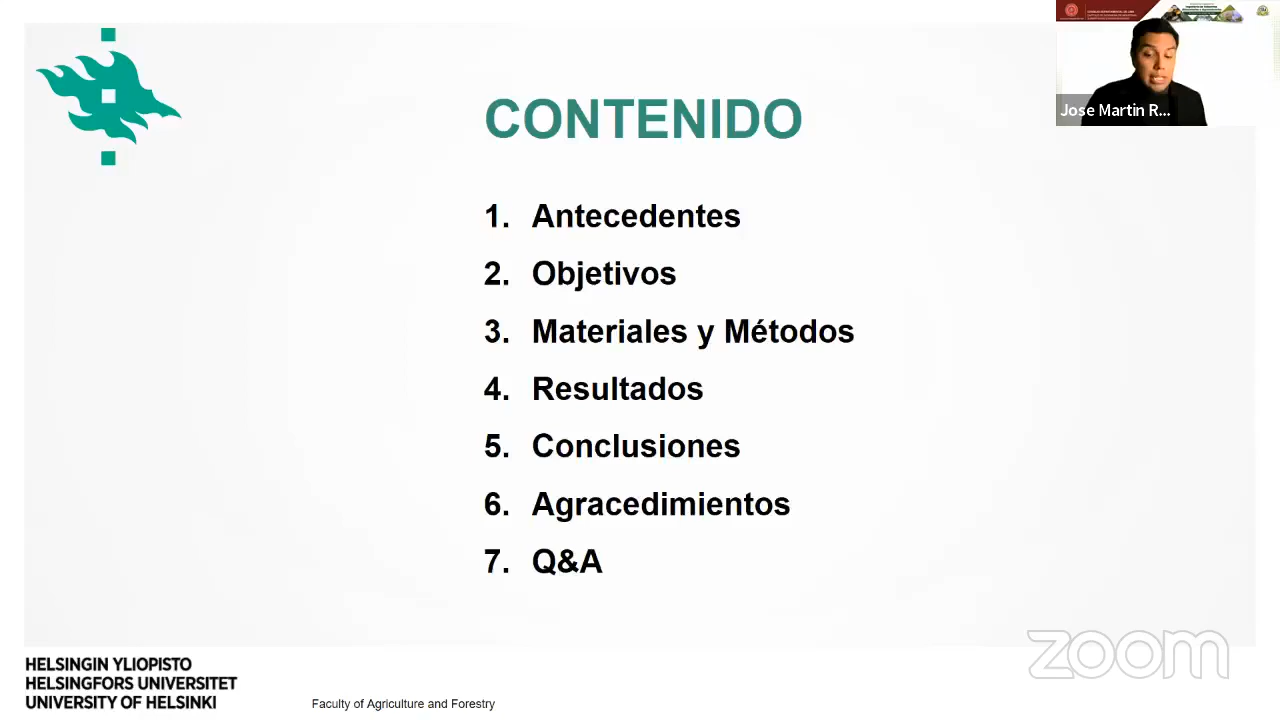 CONTENIDO
1. Antecedentes
2. Objetivos
3. Materiales y Métodos
4. Resultados
5. Conclusiones
6. Agracedimientos
7. Q&A
Jose Martin R...
HELSINGIN YLIOPISTO
HELSINGFORS UNIVERSITET
UNIVERSITY OF HELSINKI
Faculty of Agriculture and Forestry
zoom